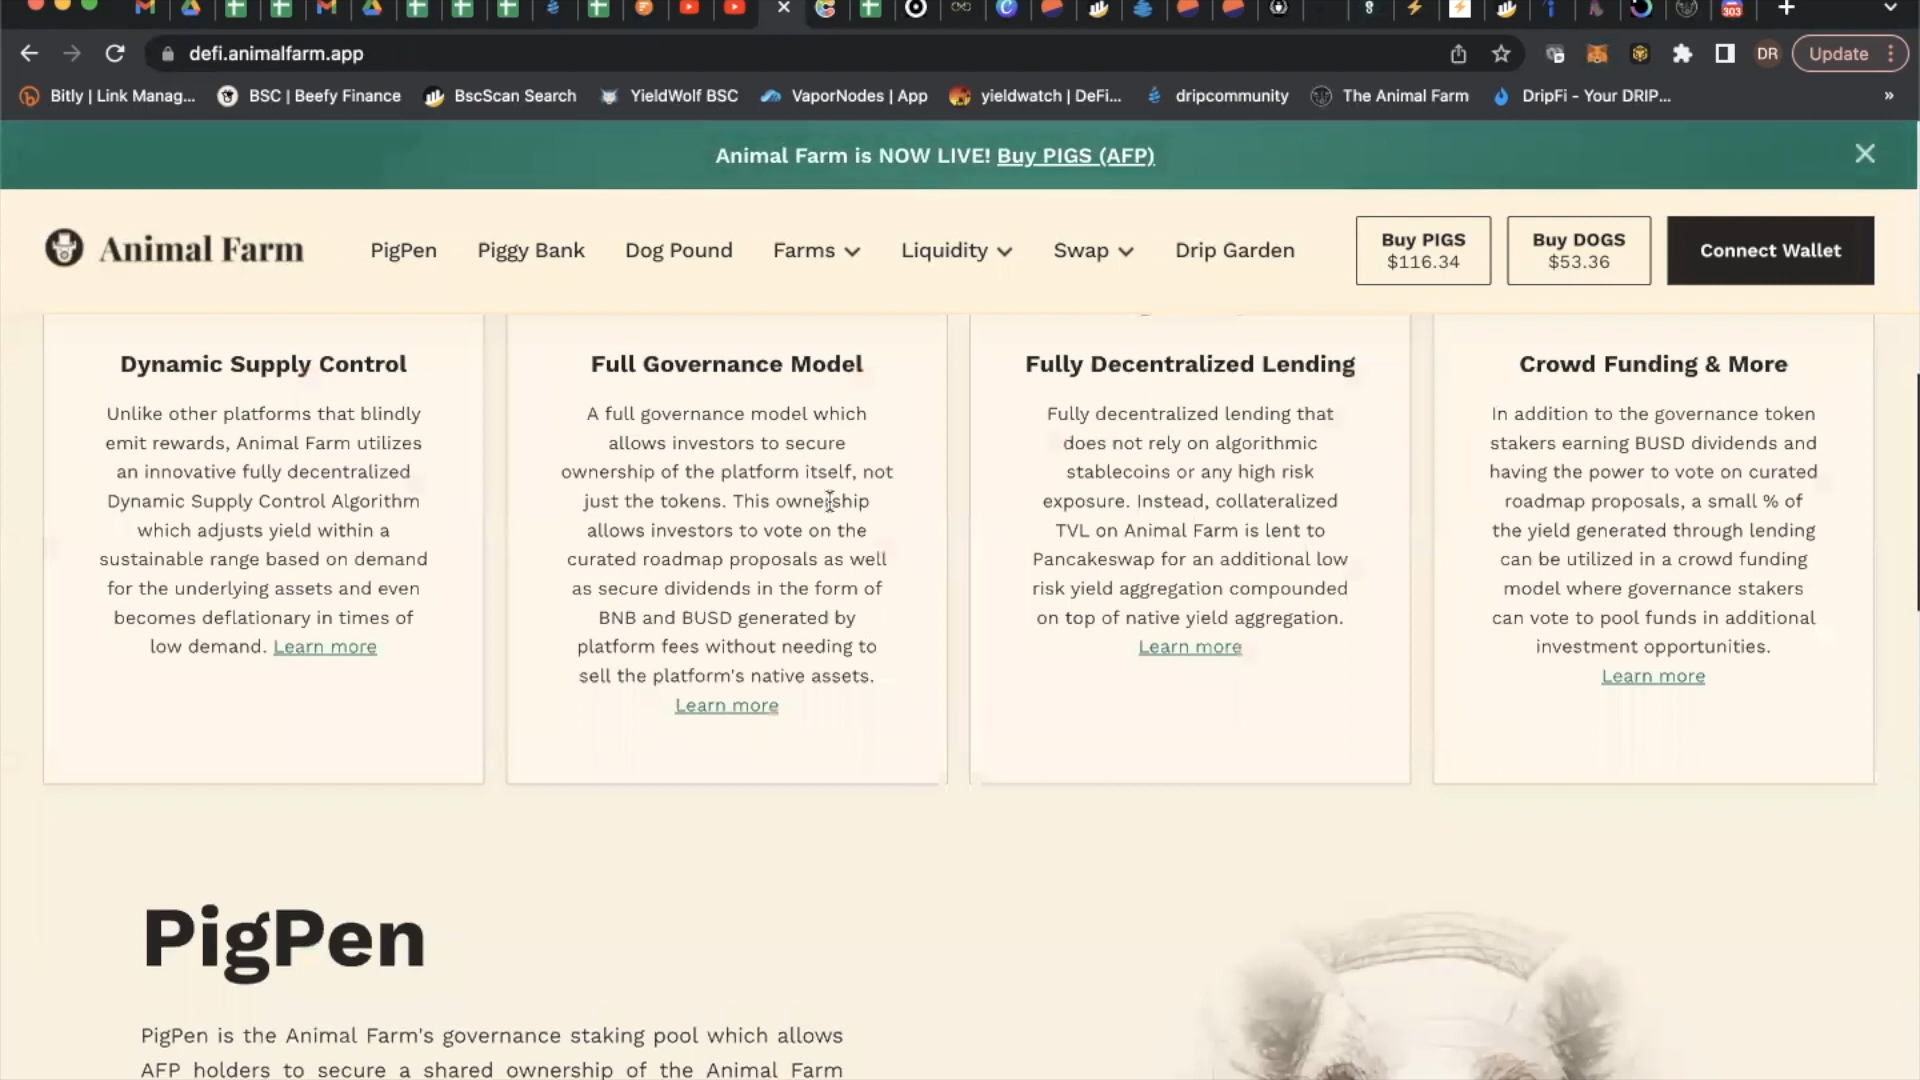 303
defi.animalfarm.app
DR
Update
Bitly | Link Manag...
BSC | Beefy Finance
BscScan Search
YieldWolf BSC
VaporNodes | App
yieldwatch | DeFi...
dripcommunity
The Animal Farm
DripFi - Your DRIP...
»
Animal Farm is NOW LIVE! Buy PIGS (AFP)
Animal Farm
PigPen
Piggy Bank
Dog Pound
Farms
Liquidity
Swap
Drip Garden
Buy PIGS
$116.34
Buy DOGS
$53.36
Connect Wallet
Dynamic Supply Control
Unlike other platforms that blindly
emit rewards, Animal Farm utilizes
an innovative fully decentralized
Dynamic Supply Control Algorithm
which adjusts yield within a
sustainable range based on demand
for the underlying assets and even
becomes deflationary in times of
low demand. Learn more
Full Governance Model
A full governance model which
allows investors to secure
ownership of the platform itself, not
just the tokens. This ownership
allows investors to vote on the
curated roadmap proposals as well
as secure dividends in the form of
BNB and BUSD generated by
platform fees without needing to
sell the platform's native assets.
Learn more
Fully Decentralized Lending
Fully decentralized lending that
does not rely on algorithmic
stablecoins or any high risk
exposure. Instead, collateralized
TVL on Animal Farm is lent to
Pancakeswap for an additional low
risk yield aggregation compounded
on top of native yield aggregation.
Learn more
Crowd Funding & More
In addition to the governance token
stakers earning BUSD dividends and
having the power to vote on curated
roadmap proposals, a small % of
the yield generated through lending
can be utilized in a crowd funding
model where governance stakers
can vote to pool funds in additional
investment opportunities.
Learn more
PigPen
PigPen is the Animal Farm's governance staking pool which allows
AFP holders to secure a shared ownership of the Animal Farm